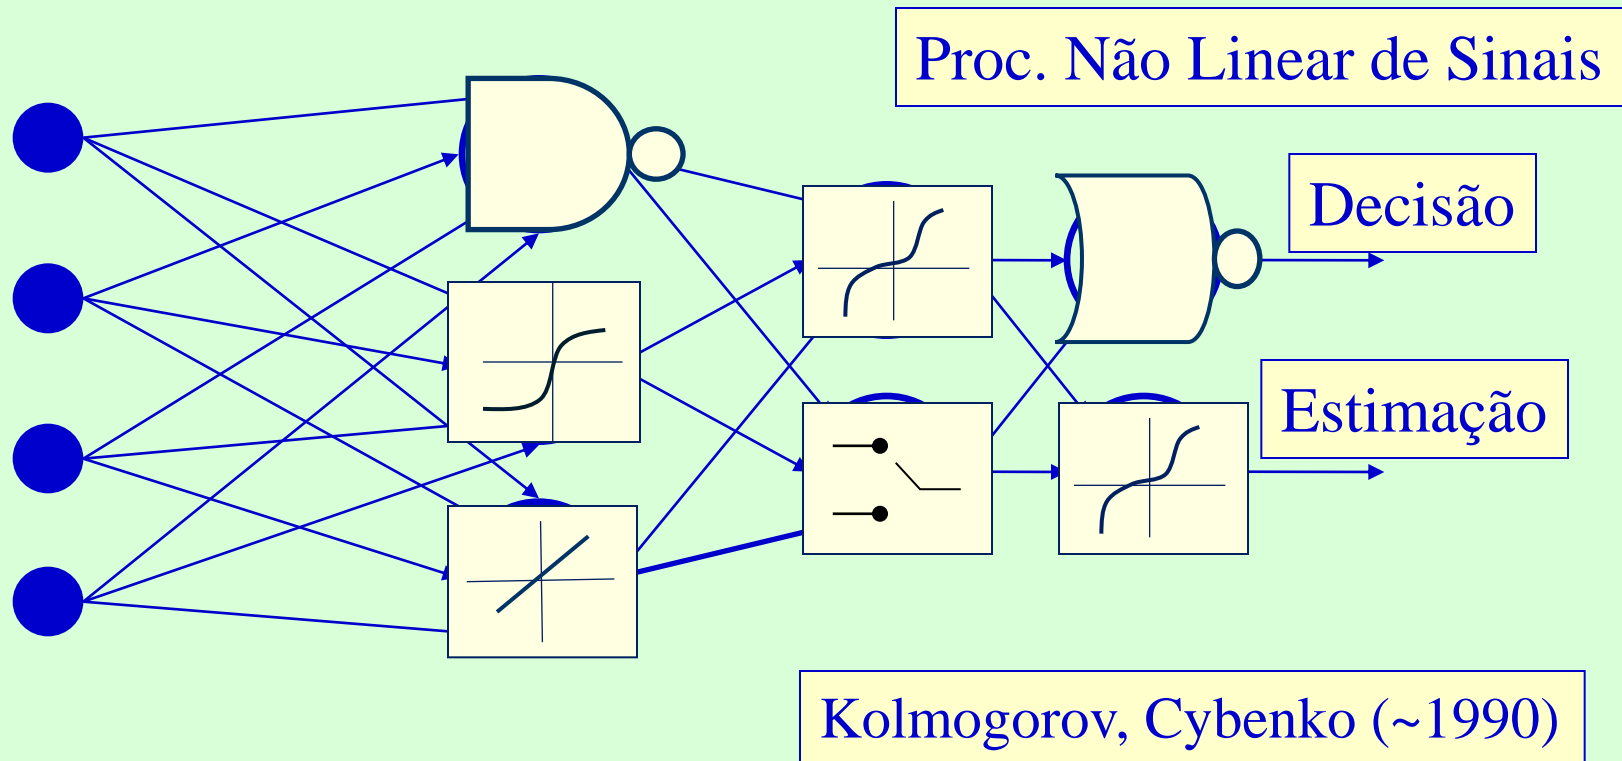 Proc. Não Linear de Sinais
Decisão
Estimação
Kolmogorov, Cybenko (~1990)